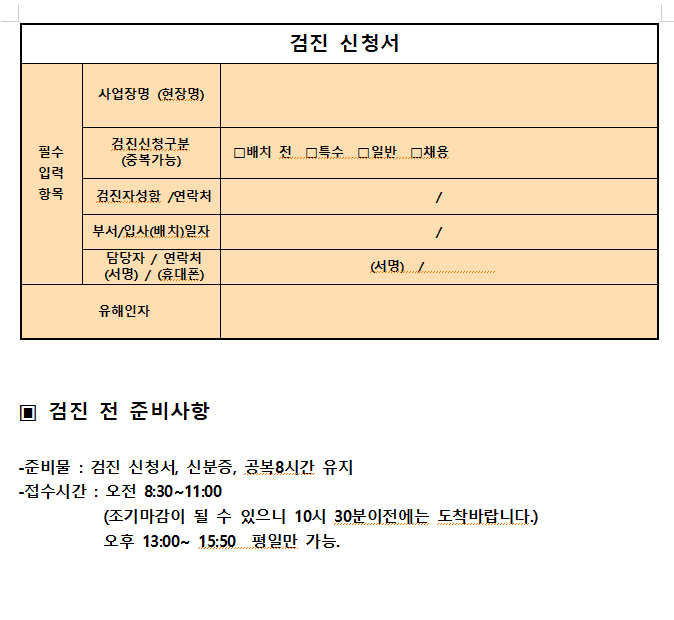 검진 신청서
필수
입력
항목
사업장명 (현장명)
검진신청구분
(중복가능)
□배치 전 □특수 □일반 □채용
검진자성함 /연락처
/
부서/입사(배치)일자
/
담당자 / 연락처
(서명) / (휴대폰)
(서명) /
유해인자
▣ 검진 전 준비사항
-준비물 : 검진 신청서, 신분증, 공복8시간 유지
-접수시간 : 오전 8:30~11:00
(조기마감이 될 수 있으니 10시 30분이전에는 도착바랍니다.)
오후 13:00~ 15:50 평일만 가능.